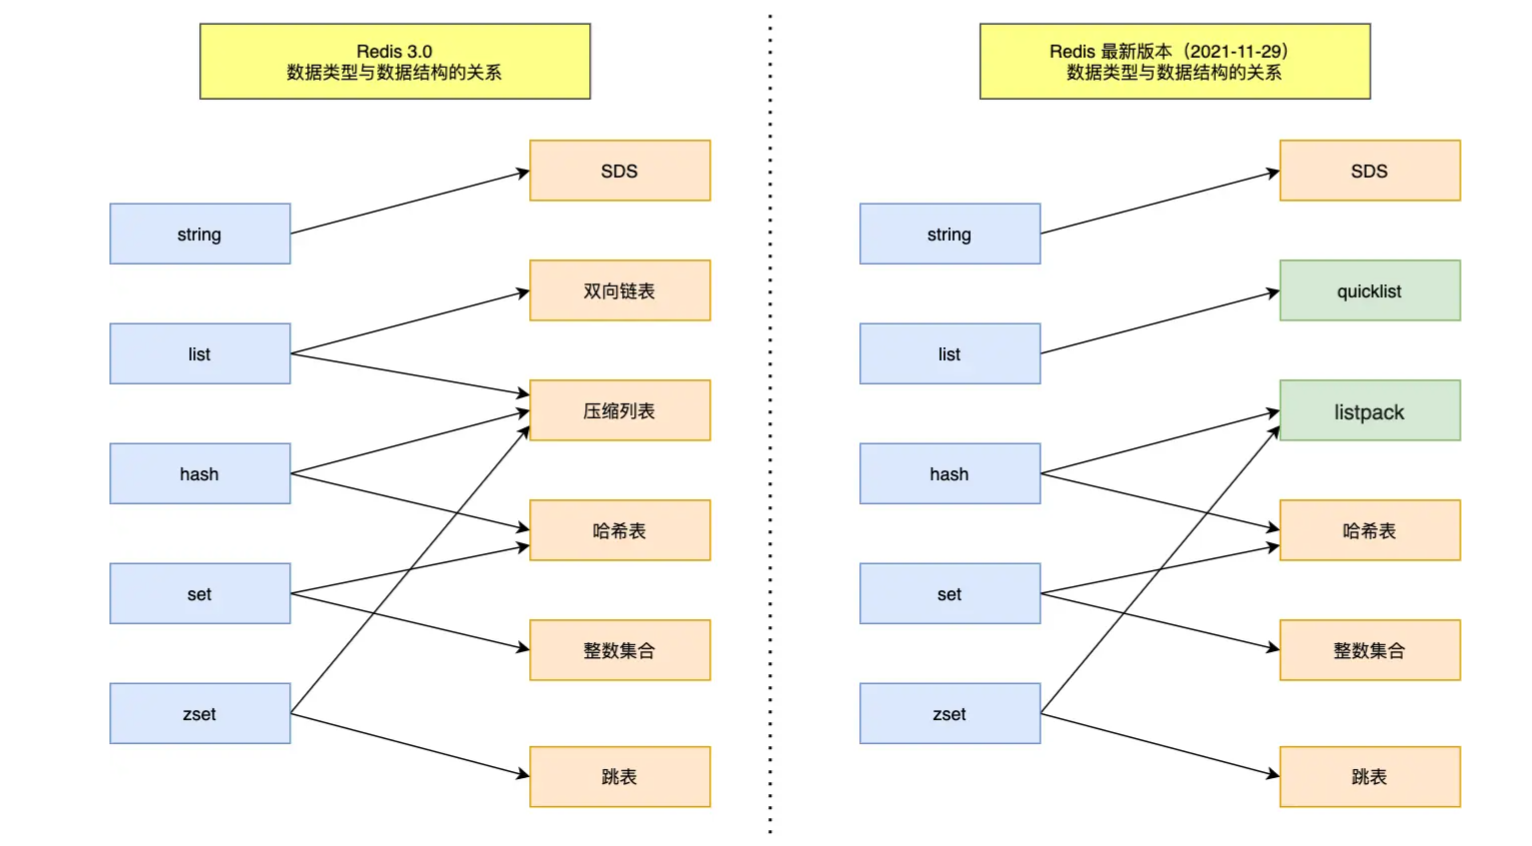 Redis 3.0
数据类型与数据结构的关系
string
list
hash
set
zset
SDS
双向链表
压缩列表
哈希表
整数集合
跳表
Redis 最新版本（2021-11-29）
数据类型与数据结构的关系
string
list
hash
set
zset
SDS
quicklist
listpack
哈希表
整数集合
跳表